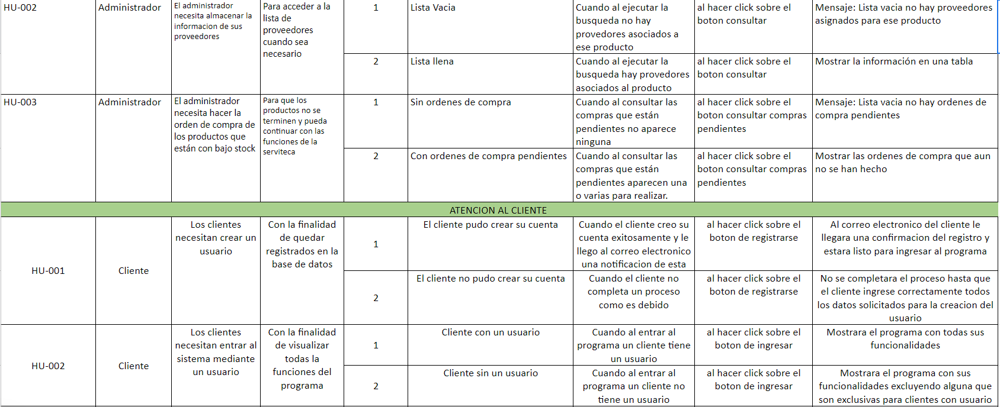 HU-002
Administrador
El administrador
necesita almacenar la
informacion de sus
proveedores
Para acceder a la
lista de
proveedores
cuando sea
necesario
1
Lista Vacia
Cuando al ejecutar la
busqueda no hay
provedores asociados a
ese producto
al hacer click sobre el
boton consultar
Mensaje: Lista vacia no hay proveedores
asignados para ese producto
2
Lista llena
Cuando al ejecutar la
busqueda hay provedores
asociados al producto
al hacer click sobre el
boton consultar
Mostrar la información en una tabla
HU-003
Administrador
El administrador
necesita hacer la
orden de compra de
los productos que
están con bajo stock
Para que los
productos no se
terminen y pueda
continuar con las
funciones de la
serviteca
1
Sin ordenes de compra
Cuando al consultar las
compras que están
pendientes no aparece
ninguna
al hacer click sobre el
boton consultar compras
pendientes
Mensaje: Lista vacia no hay ordenes de
compra pendientes
2
Con ordenes de compra pendientes
Cuando al consultar las
compras que están
pendientes aparecen una
o varias para realizar.
al hacer click sobre el
boton consultar compras
pendientes
Mostrar las ordenes de compra que aun
no se han hecho
ATENCION AL CLIENTE
HU-001
Cliente
Los clientes
necesitan crear un
usuario
Con la finalidad
de quedar
registrados en la
base de datos
1
El cliente pudo crear su cuenta
Cuando el cliente creo su
cuenta exitosamente y le
llego al correo electronico
una notificacion de esta
al hacer click sobre el
boton de registrarse
Al correo electronico del cliente le
llegara una confirmacion del registro y
estara listo para ingresar al programa
2
El cliente no pudo crear su cuenta
Cuando el cliente no
completa un proceso
como es debido
al hacer click sobre el
boton de registrarse
No se completara el proceso hasta que
el cliente ingrese correctamente todos
los datos solicitados para la creacion del
usuario
HU-002
Cliente
Los clientes
necesitan entrar al
sistema mediante
un usuario
Con la finalidad
de visualizar
todas la
funciones del
programa
1
Cliente con un usuario
Cuando al entrar al
programa un cliente tiene
un usuario
al hacer click sobre el
boton de ingresar
Mostrara el programa con todas sus
funcionalidades
2
Cliente sin un usuario
Cuando al entrar al
programa un cliente no
tiene un usuario
al hacer click sobre el
boton de ingresar
Mostrara el programa con sus
funcionalidades excluyendo alguna que
son exclusivas para clientes con usuario